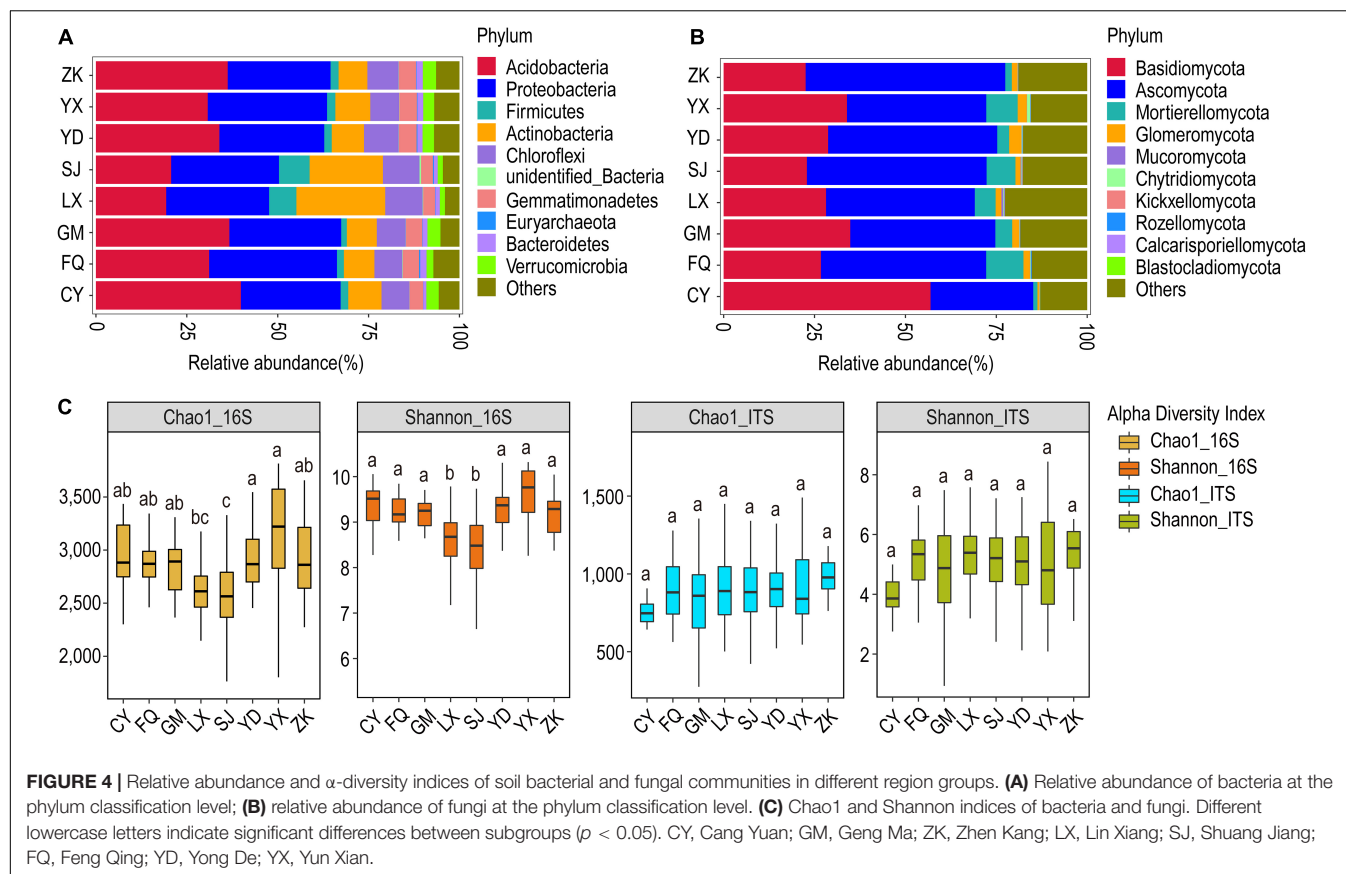 A
Phylum
ZK
YX
YD
SJ
LX
GM
FQ
CY
0
25
50
75
100
Relative abundance(%)
Acidobacteria
Proteobacteria
Firmicutes
Actinobacteria
Chloroflexi
unidentified_Bacteria
Gemmatimonadetes
Euryarchaeota
Bacteroidetes
Verrucomicrobia
Others
B
Phylum
ZK
YX
YD
SJ
LX
GM
FQ
CY
0
25
50
75
100
Relative abundance(%)
Basidiomycota
Ascomycota
Mortierellomycota
Glomeromycota
Mucoromycota
Chytridiomycota
Kickxellomycota
Rozellomycota
Calcarisporiellomycota
Blastocladiomycota
Others
C
Chao1_16S
3,500
3,000
2,500
2,000
ab ab ab bc c a a ab
CY FQ GM LX SJ YD YX ZK
Shannon_16S
10
9
8
7
6
a a a b b a a a
CY FQ GM LX SJ YD YX ZK
Chao1_ITS
1,500
1,000
500
a a a a a a a a
CY FQ GM LX SJ YD YX ZK
Shannon_ITS
8
6
4
2
a a a a a a a a
CY FQ GM LX SJ YD YX ZK
Alpha Diversity Index
Chao1_16S
Shannon_16S
Chao1_ITS
Shannon_ITS
FIGURE 4 | Relative abundance and α-diversity indices of soil bacterial and fungal communities in different region groups. (A) Relative abundance of bacteria at the
phylum classification level; (B) relative abundance of fungi at the phylum classification level. (C) Chao1 and Shannon indices of bacteria and fungi. Different
lowercase letters indicate significant differences between subgroups (p < 0.05). CY, Cang Yuan; GM, Geng Ma; ZK, Zhen Kang; LX, Lin Xiang; SJ, Shuang Jiang;
FQ, Feng Qing; YD, Yong De; YX, Yun Xian.